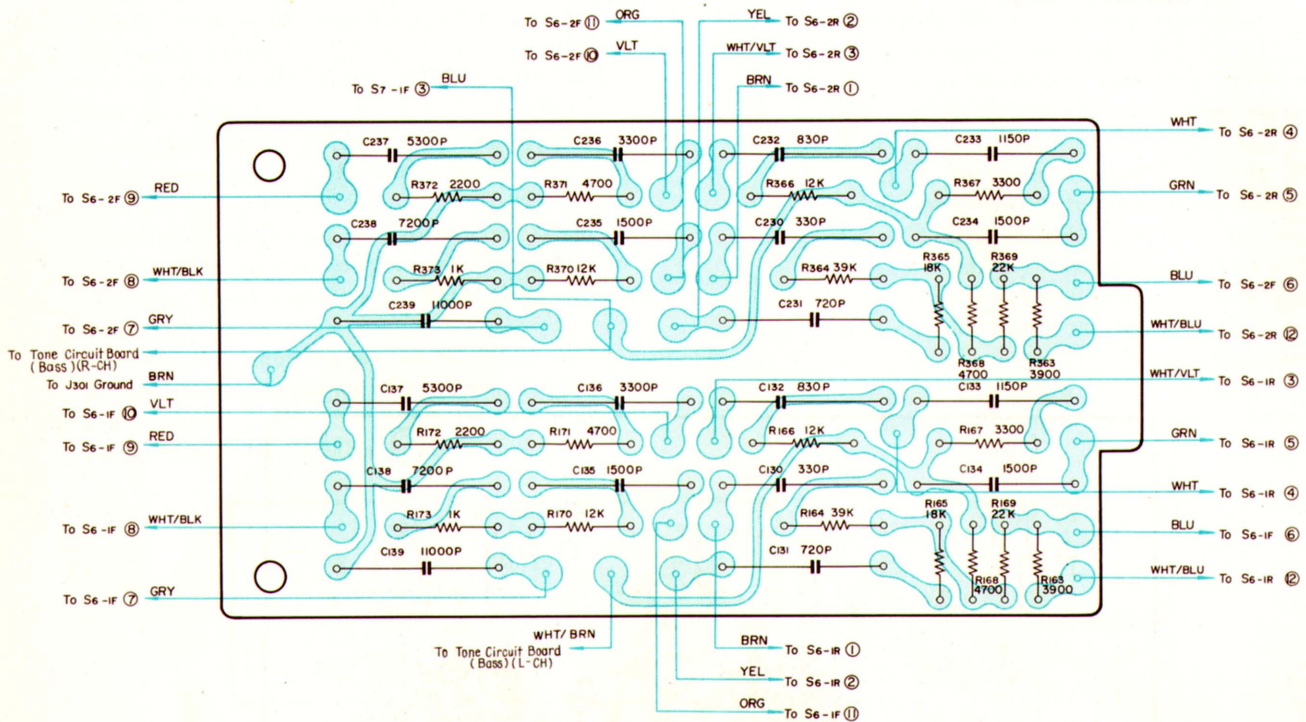 To S6-2F ⑪ ORG
YEL To S6-2R ②
To S6-2F ⑩ VLT
WHT/VLT To S6-2R ③
To S7-1F ③ BLU
BRN To S6-2R ①
WHT To S6-2R ④
C237 5300P
C236 3300P
C232 830P
C233 1150P
To S6-2F ⑨ RED
R372 2200
R371 4700
R366 12K
R367 3300
GRN To S6-2R ⑤
C238 7200P
C235 1500P
C230 330P
C234 1500P
To S6-2F ⑧ WHT/BLK
R373 1K
R370 12K
R364 39K
R365 18K
R369 22K
BLU To S6-2F ⑥
C239 11000P
C231 720P
To S6-2F ⑦ GRY
WHT/BLU To S6-2R ⑫
To Tone Circuit Board
(Bass)(R-CH)
R368 4700
R363 3900
To J301 Ground BRN
WHT/VLT To S6-1R ③
C137 5300P
C136 3300P
C132 830P
C133 1150P
To S6-1F ⑩ VLT
To S6-1F ⑨ RED
R172 2200
R171 4700
R166 12K
R167 3300
GRN To S6-1R ⑤
C138 7200P
C135 1500P
C130 330P
C134 1500P
WHT To S6-1R ④
To S6-1F ⑧ WHT/BLK
R173 1K
R170 12K
R164 39K
R165 18K
R169 22K
BLU To S6-1F ⑥
C139 11000P
C131 720P
WHT/BLU To S6-1R ⑫
R168 4700
R163 3900
To S6-1F ⑦ GRY
WHT/BRN
To Tone Circuit Board
(Bass)(L-CH)
BRN To S6-1R ①
YEL To S6-1R ②
ORG To S6-1F ⑪